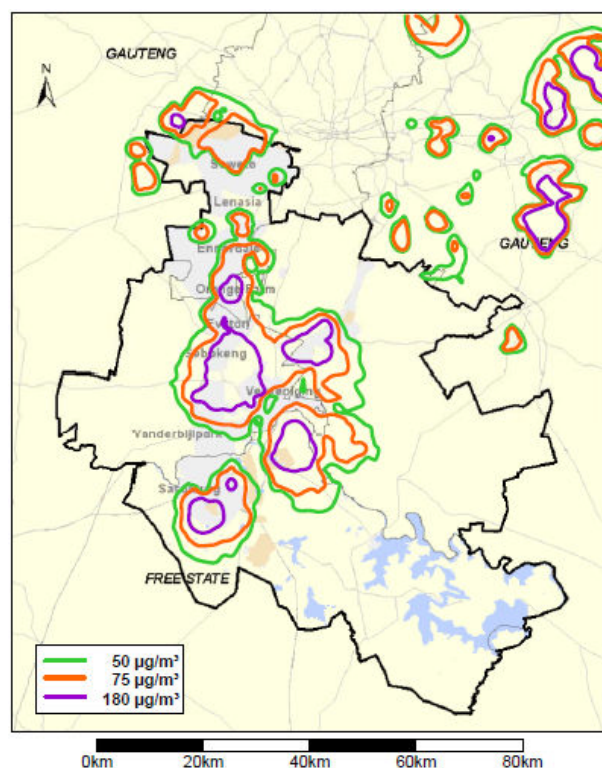 GAUTENG
N
Soweto
Lenasia
Ennerdale
GAUTENG
Orange Farm
Evaton
Sebokeng
Vereeniging
Vanderbijlpark
FREE STATE
50 µg/m³
75 µg/m³
180 µg/m³
0km 20km 40km 60km 80km